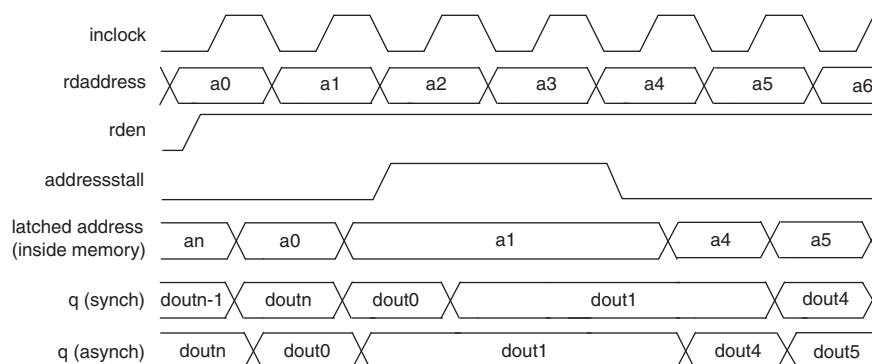 inclock
rdaddress a0 a1 a2 a3 a4 a5 a6
rden
addressstall
latched address
(inside memory) an a0 a1 a4 a5
q (synch) doutn-1 doutn dout0 dout1 dout4
q (asynch) doutn dout0 dout1 dout4 dout5